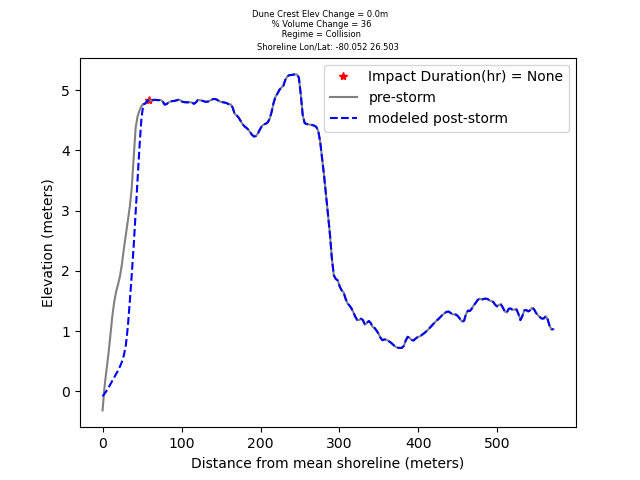 Dune Crest Elev Change = 0.0m
% Volume Change = 36
Regime = Collision
Shoreline Lon/Lat: -80.052 26.503
Impact Duration(hr) = None
pre-storm
modeled post-storm
Elevation (meters)
5
4
3
2
1
0
0 100 200 300 400 500
Distance from mean shoreline (meters)